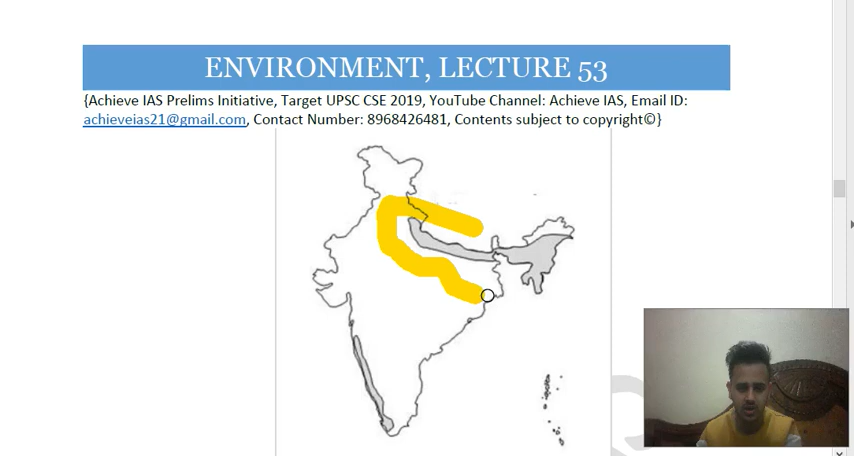 ENVIRONMENT, LECTURE 53
{Achieve IAS Prelims Initiative, Target UPSC CSE 2019, YouTube Channel: Achieve IAS, Email ID:
achieveias21@gmail.com, Contact Number: 8968426481, Contents subject to copyright©}